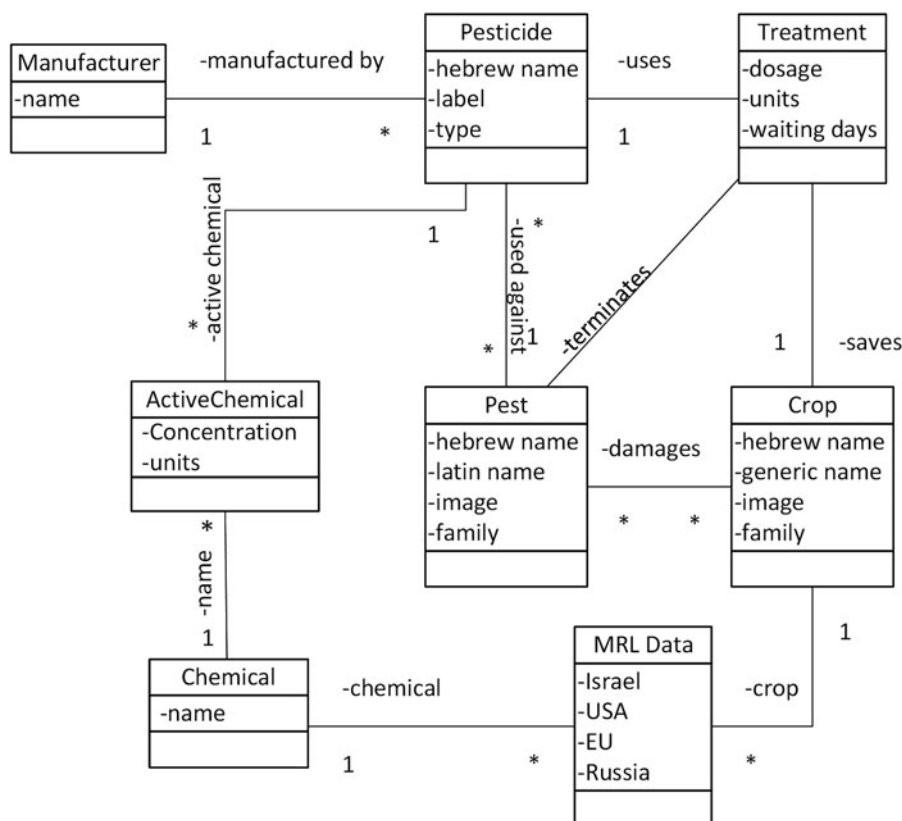 Manufacturer
-name
-manufactured by
1
*
Pesticide
-hebrew name
-label
-type
-uses
1
Treatment
-dosage
-units
-waiting days
1
*
-active chemical
*
-used against
*
1
-terminates
1
-saves
ActiveChemical
-Concentration
-units
Pest
-hebrew name
-latin name
-image
-family
-damages
*
*
Crop
-hebrew name
-generic name
-image
-family
*
-name
1
Chemical
-name
-chemical
1
*
MRL Data
-Israel
-USA
-EU
-Russia
-crop
*
1